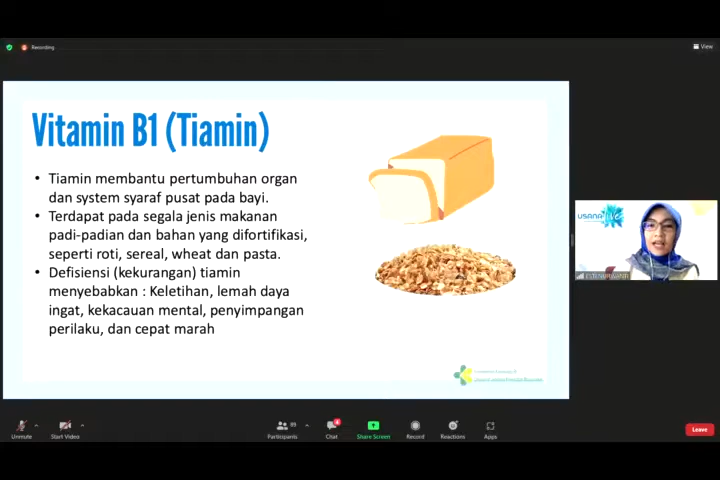 Recording
View
Vitamin B1 (Tiamin)
• Tiamin membantu pertumbuhan organ
dan system syaraf pusat pada bayi.
• Terdapat pada segala jenis makanan
padi-padian dan bahan yang difortifikasi,
seperti roti, sereal, wheat dan pasta.
• Defisiensi (kekurangan) tiamin
menyebabkan : Keletihan, lemah daya
ingat, kekacauan mental, penyimpangan
perilaku, dan cepat marah
USANA live
Unmute
Start Video
Participants
89
Chat
Share Screen
Record
Reactions
Apps
Leave